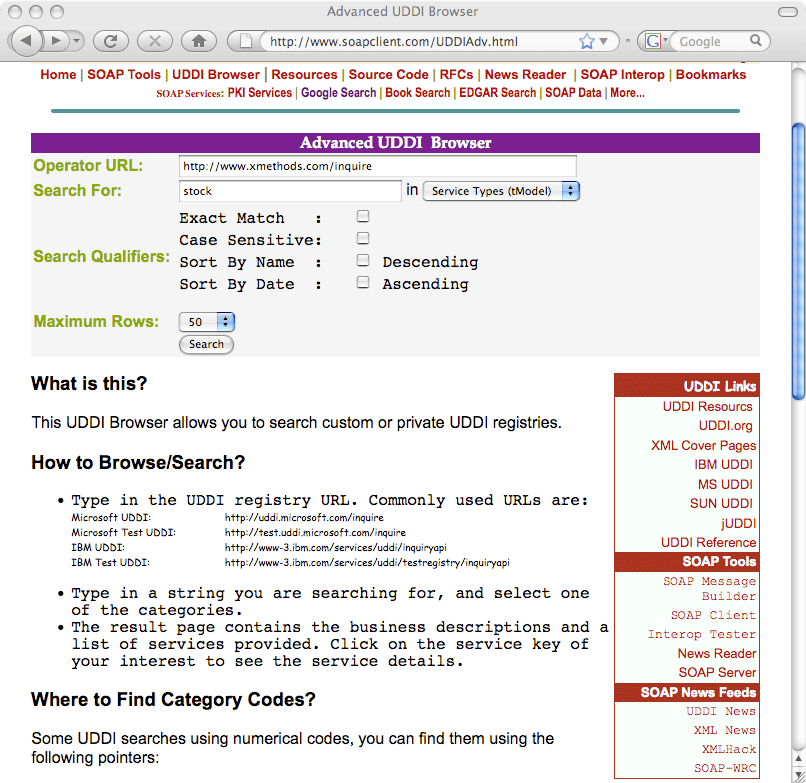 Advanced UDDI Browser
http://www.soapclient.com/UDDIAdv.html
Google
Home | SOAP Tools | UDDI Browser | Resources | Source Code | RFCs | News Reader | SOAP Interop | Bookmarks
SOAP Services: PKI Services | Google Search | Book Search | EDGAR Search | SOAP Data | More...
Advanced UDDI Browser
Operator URL: http://www.xmethods.com/inquire
Search For: stock in Service Types (tModel)
Search Qualifiers:
Exact Match :
Case Sensitive:
Sort By Name : Descending
Sort By Date : Ascending
Maximum Rows: 50
Search
What is this?
This UDDI Browser allows you to search custom or private UDDI registries.
How to Browse/Search?
• Type in the UDDI registry URL. Commonly used URLs are:
Microsoft UDDI: http://uddi.microsoft.com/inquire
Microsoft Test UDDI: http://test.uddi.microsoft.com/inquire
IBM UDDI: http://www-3.ibm.com/services/uddi/inquiryapi
IBM Test UDDI: http://www-3.ibm.com/services/uddi/testregistry/inquiryapi
• Type in a string you are searching for, and select one
of the categories.
• The result page contains the business descriptions and a
list of services provided. Click on the service key of
your interest to see the service details.
Where to Find Category Codes?
Some UDDI searches using numerical codes, you can find them using the
following pointers:
UDDI Links
UDDI Resourcs
UDDI.org
XML Cover Pages
IBM UDDI
MS UDDI
SUN UDDI
jUDDI
UDDI Reference
SOAP Tools
SOAP Message
Builder
SOAP Client
Interop Tester
News Reader
SOAP Server
SOAP News Feeds
UDDI News
XML News
XMLHack
SOAP-WRC